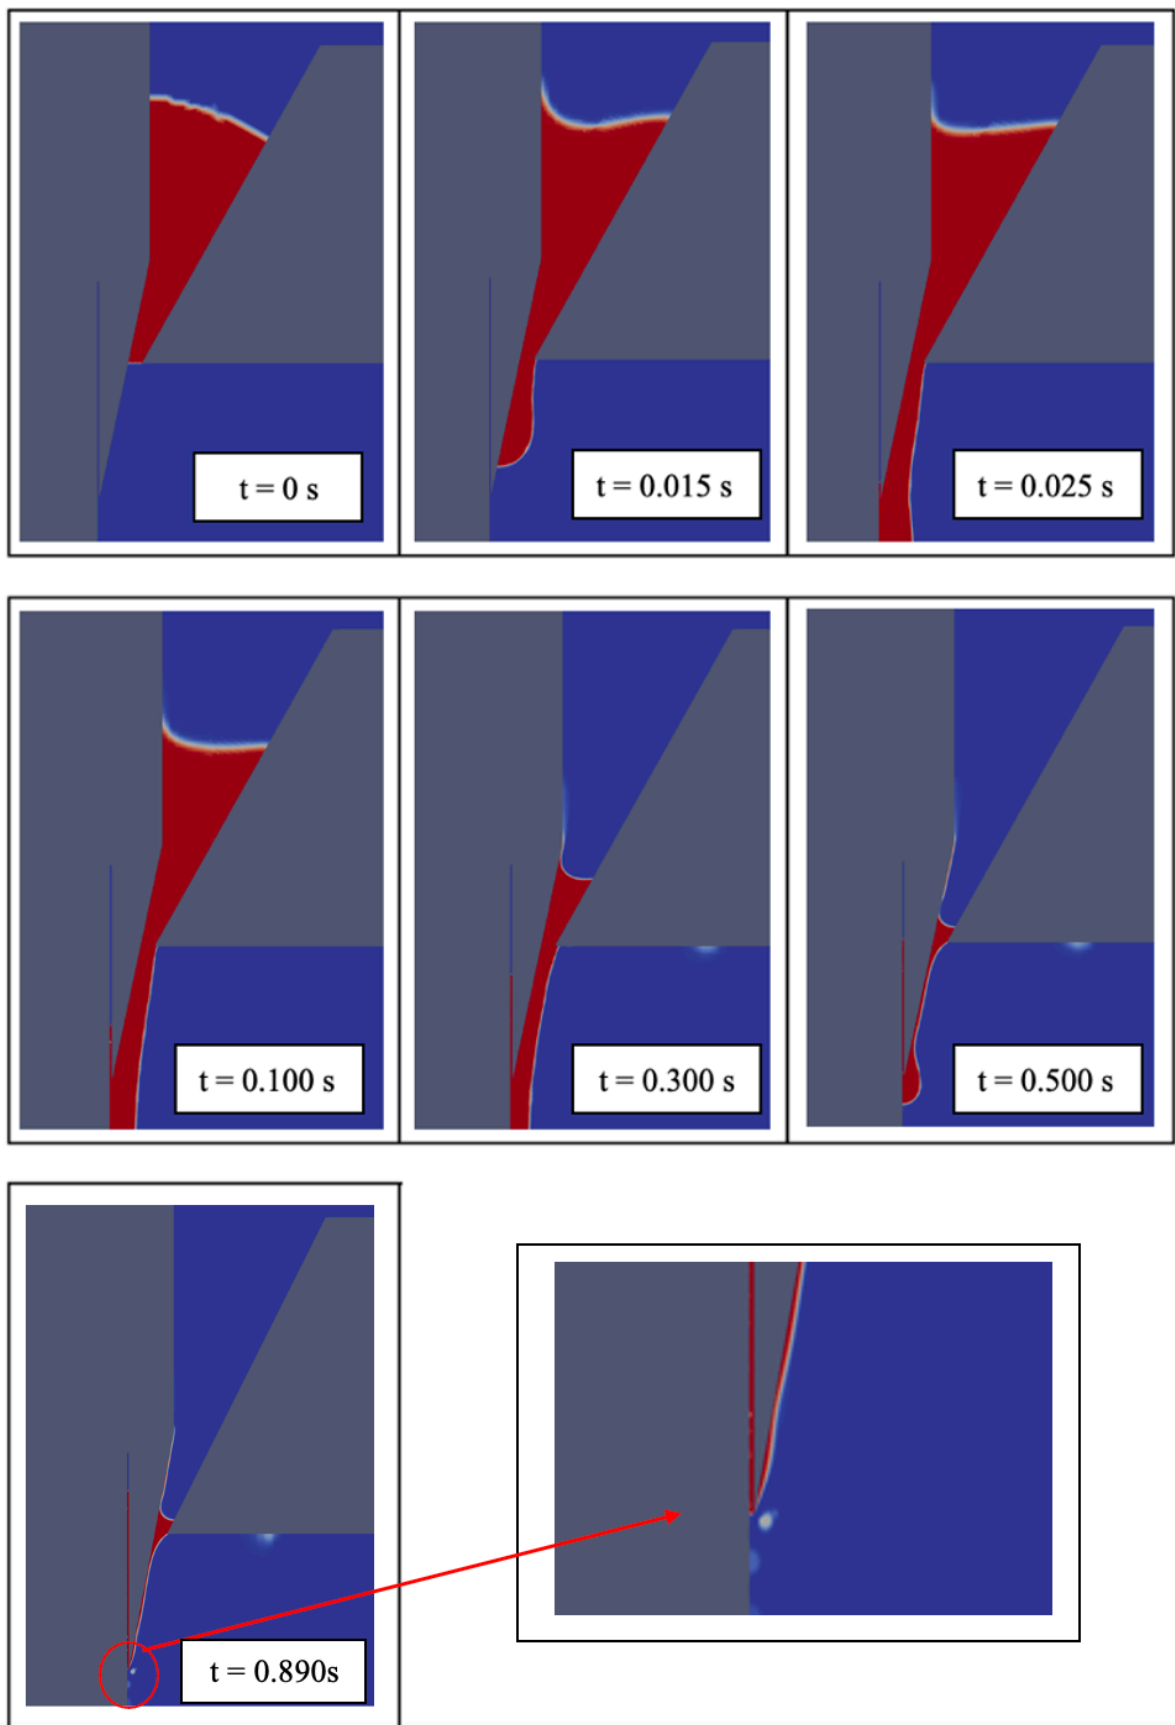 t = 0 s
t = 0.015 s
t = 0.025 s
t = 0.100 s
t = 0.300 s
t = 0.500 s
t = 0.890s